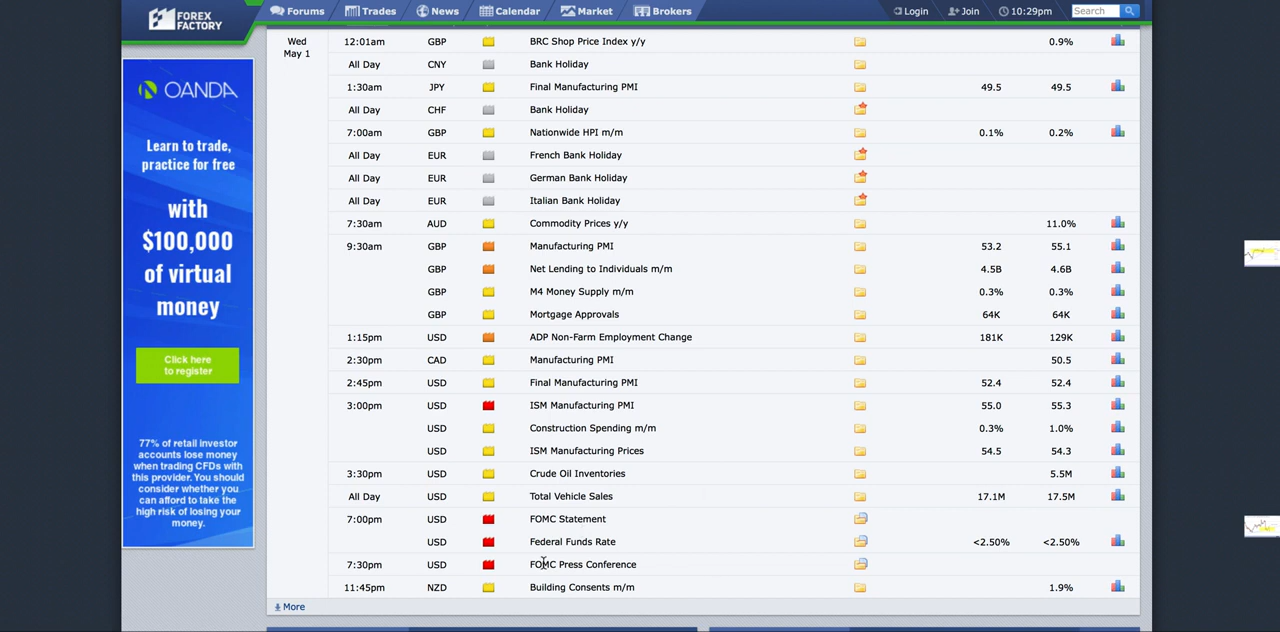 FOREX FACTORY
Forums Trades News Calendar Market Brokers Login Join 10:29pm Search
Wed May 1
12:01am GBP BRC Shop Price Index y/y 0.9%
All Day CNY Bank Holiday
1:30am JPY Final Manufacturing PMI 49.5 49.5
All Day CHF Bank Holiday
7:00am GBP Nationwide HPI m/m 0.1% 0.2%
All Day EUR French Bank Holiday
All Day EUR German Bank Holiday
All Day EUR Italian Bank Holiday
7:30am AUD Commodity Prices y/y 11.0%
9:30am GBP Manufacturing PMI 53.2 55.1
GBP Net Lending to Individuals m/m 4.5B 4.6B
GBP M4 Money Supply m/m 0.3% 0.3%
GBP Mortgage Approvals 64K 64K
1:15pm USD ADP Non-Farm Employment Change 181K 129K
2:30pm CAD Manufacturing PMI 50.5
2:45pm USD Final Manufacturing PMI 52.4 52.4
3:00pm USD ISM Manufacturing PMI 55.0 55.3
USD Construction Spending m/m 0.3% 1.0%
USD ISM Manufacturing Prices 54.5 54.3
3:30pm USD Crude Oil Inventories 5.5M
All Day USD Total Vehicle Sales 17.1M 17.5M
7:00pm USD FOMC Statement
USD Federal Funds Rate <2.50% <2.50%
7:30pm USD FOMC Press Conference
11:45pm NZD Building Consents m/m 1.9%
More
OANDA
Learn to trade,
practice for free
with
$100,000
of virtual
money
Click here
to register
77% of retail investor
accounts lose money
when trading CFDs with
this provider. You should
consider whether you
can afford to take the
high risk of losing your
money.